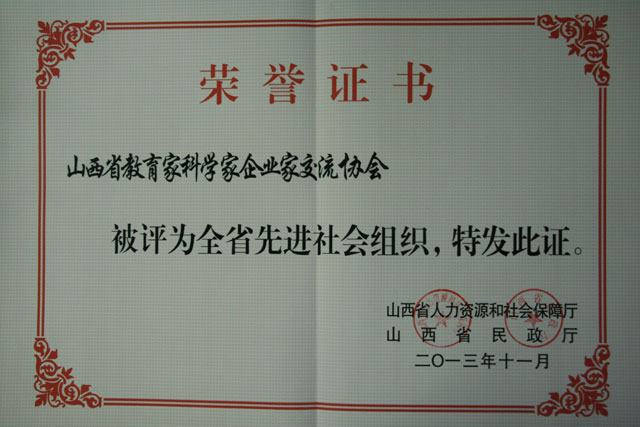 荣誉证书
山西省教育家科学家企业家交流协会
被评为全省先进社会组织，特发此证。
山西省人力资源和社会保障厅
山西省民政厅
二〇一三年十一月